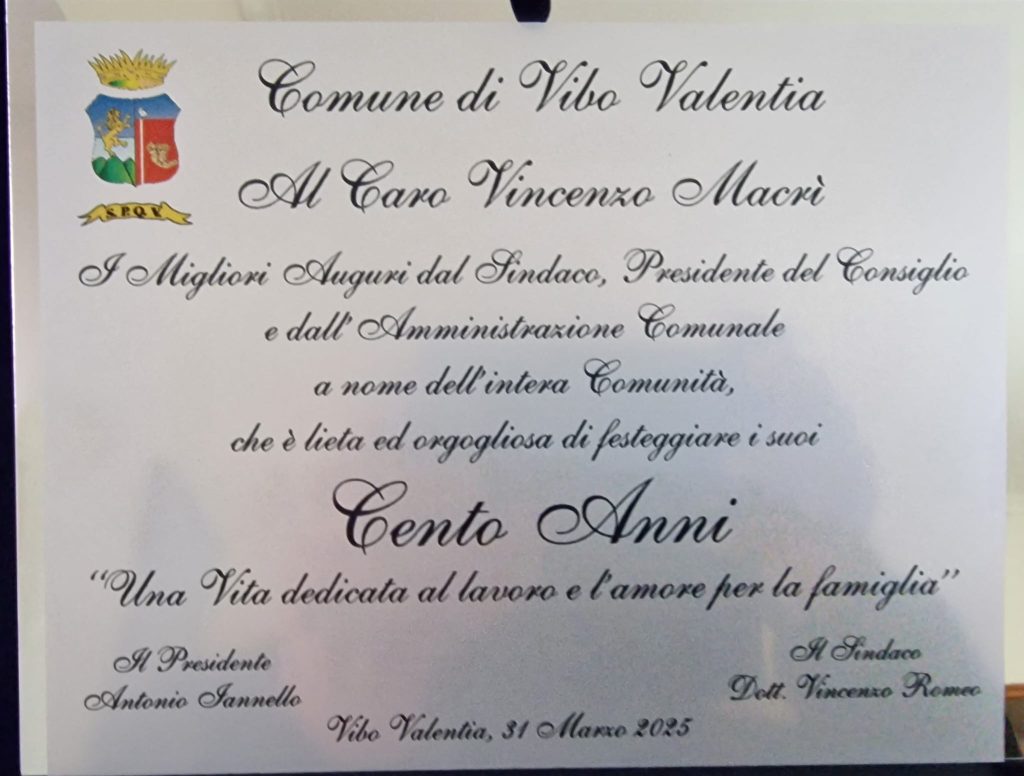 Comune di Vibo Valentia
S.P.Q.V.
Al Caro Vincenzo Macrì
I Migliori Auguri dal Sindaco, Presidente del Consiglio
e dall' Amministrazione Comunale
a nome dell'intera Comunità,
che è lieta ed orgogliosa di festeggiare i suoi
Cento Anni
“Una Vita dedicata al lavoro e l'amore per la famiglia”
Il Presidente
Antonio Iannello
Il Sindaco
Dott. Vincenzo Romeo
Vibo Valentia, 31 Marzo 2025